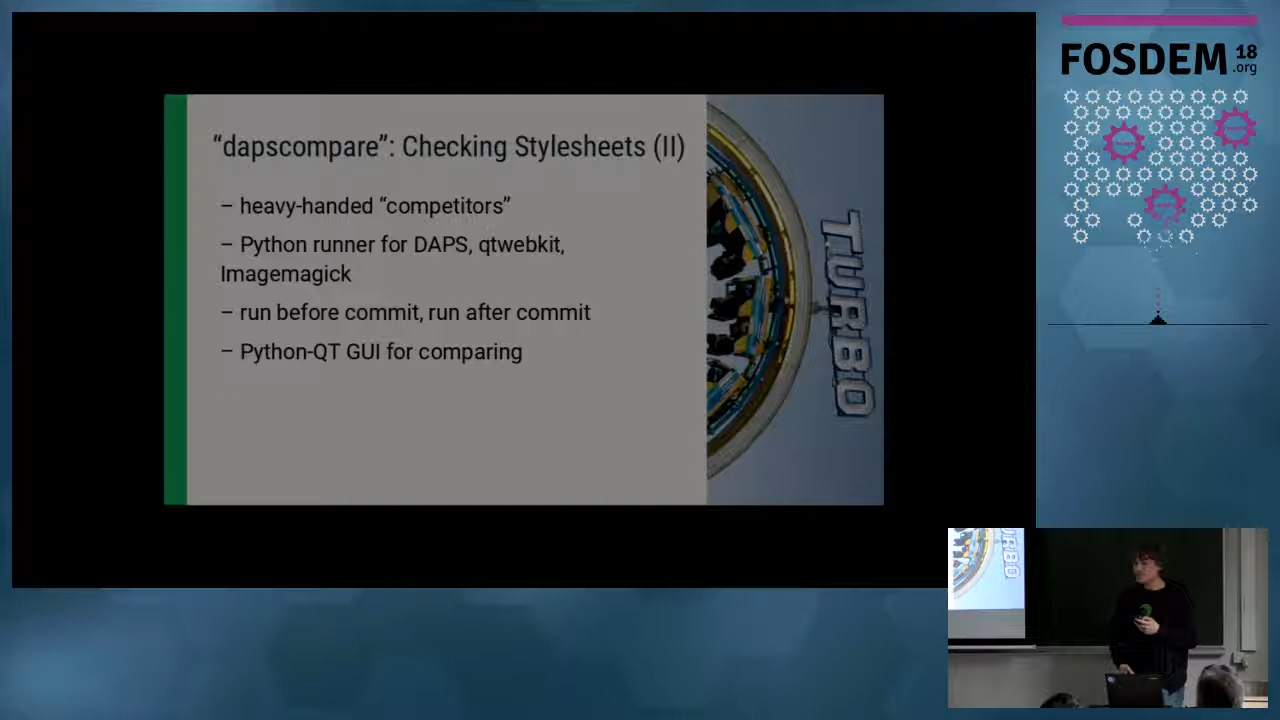 FOSDEM 18
.org
“dapscompare”: Checking Stylesheets (II)
– heavy-handed “competitors”
– Python runner for DAPS, qtwebkit,
Imagemagick
– run before commit, run after commit
– Python-QT GUI for comparing
TURBO
TURBO